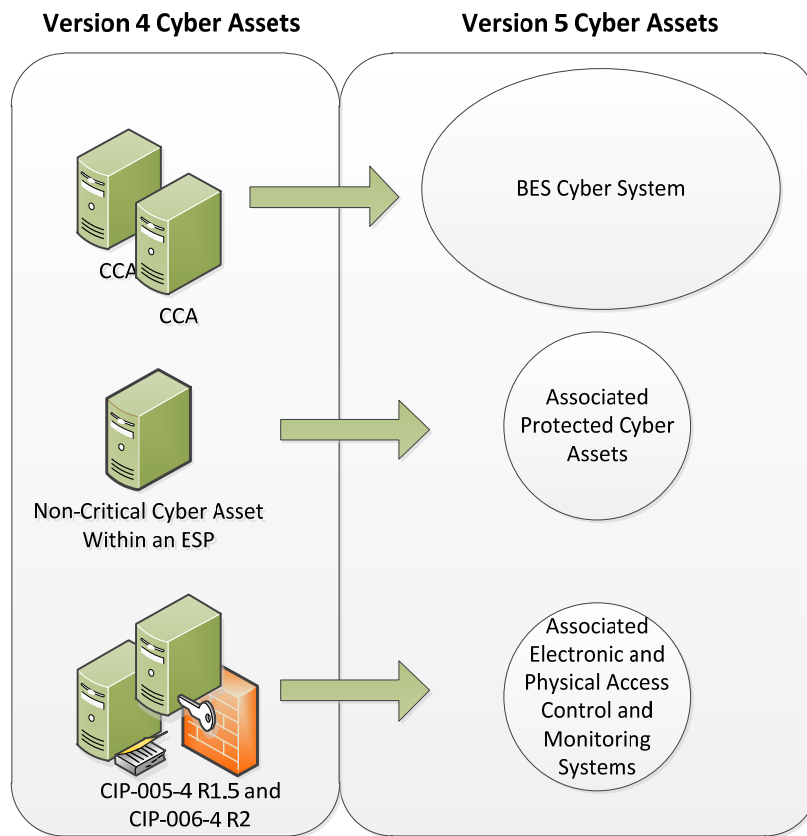 Version 4 Cyber Assets
Version 5 Cyber Assets
CCA
CCA
BES Cyber System
Non-Critical Cyber Asset
Within an ESP
Associated
Protected Cyber
Assets
CIP-005-4 R1.5 and
CIP-006-4 R2
Associated
Electronic and
Physical Access
Control and
Monitoring
Systems